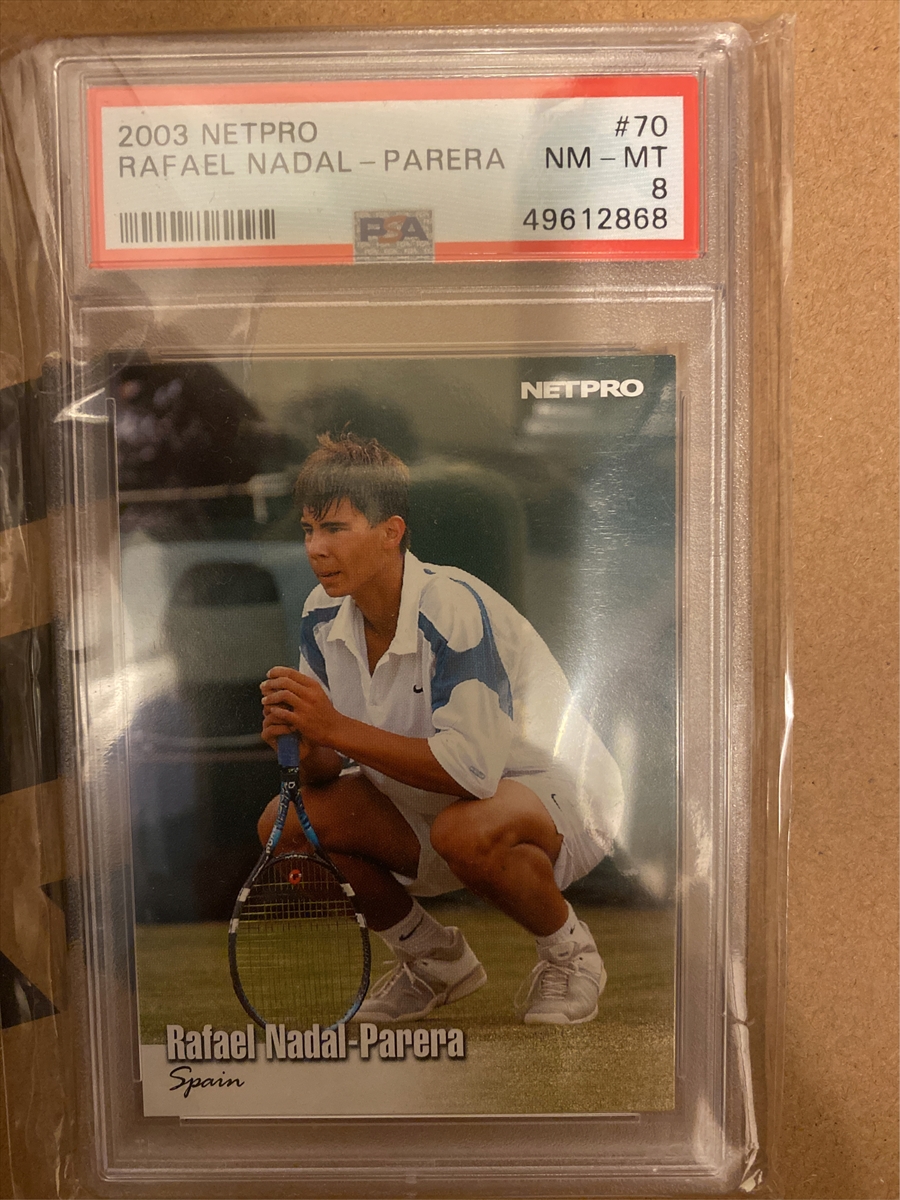 2003 NETPRO
#70
RAFAEL NADAL-PARERA
NM-MT
8
49612868
PSA
NETPRO
Rafael Nadal-Parera
Spain